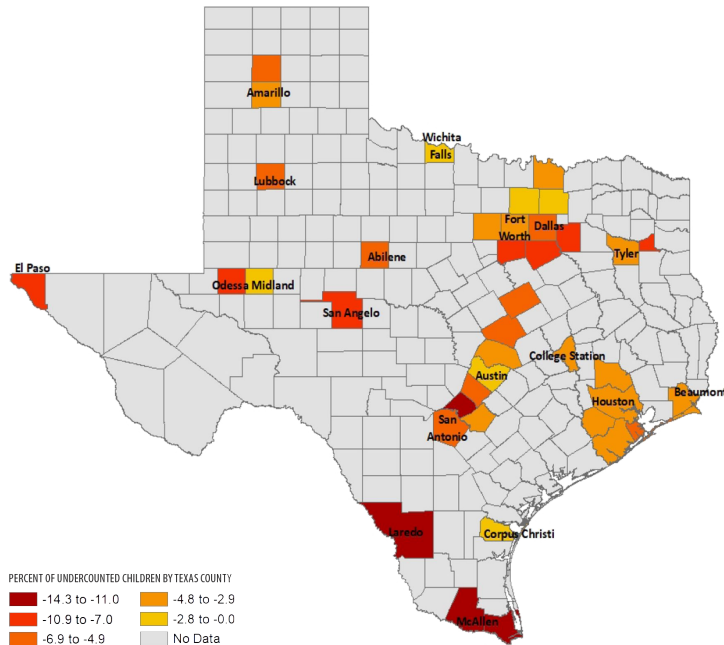 Amarillo
Wichita
Falls
Lubbock
Fort
Worth
Dallas
Tyler
Abilene
El Paso
Odessa Midland
San Angelo
College Station
Austin
Beaumont
Houston
San
Antonio
Laredo
Corpus Christi
McAllen
PERCENT OF UNDERCOUNTED CHILDREN BY TEXAS COUNTY
-14.3 to -11.0
-4.8 to -2.9
-10.9 to -7.0
-2.8 to -0.0
-6.9 to -4.9
No Data